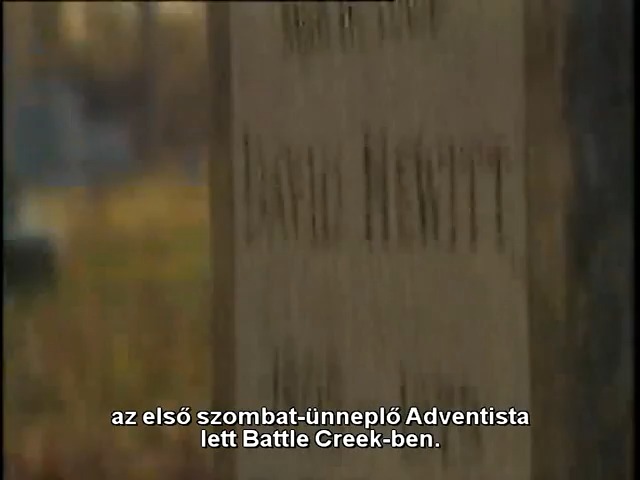 DAVID HEWITT
az első szombat-ünneplő Adventista
lett Battle Creek-ben.